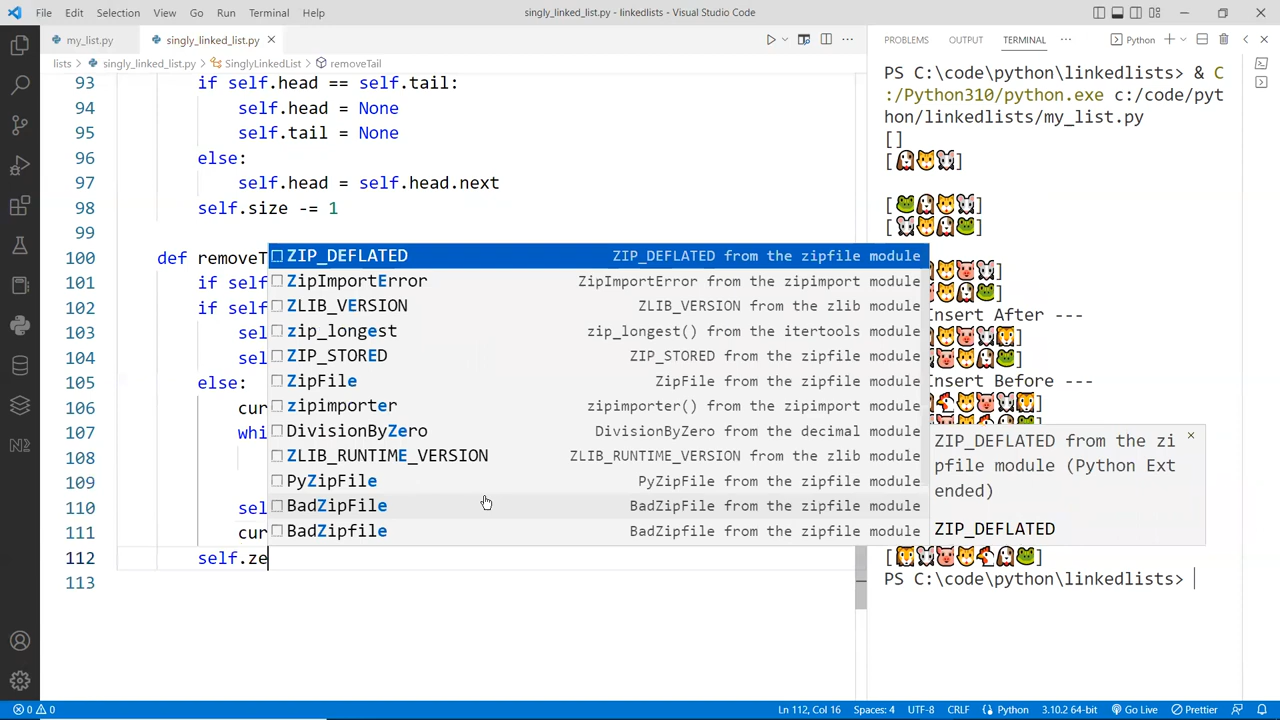 File Edit Selection View Go Run Terminal Help singly_linked_list.py - linkedlists - Visual Studio Code
my_list.py singly_linked_list.py
lists > singly_linked_list.py > SinglyLinkedList > removeTail
93 if self.head == self.tail:
94 self.head = None
95 self.tail = None
96 else:
97 self.head = self.head.next
98 self.size -= 1
99
100 def removeT
101 if self
102 if self
103 sel
104 sel
105 else:
106 cur
107 whi
108
109
110 sel
111 cur
112 self.ze
113
ZIP_DEFLATED ZIP_DEFLATED from the zipfile module
ZipImportError ZipImportError from the zipimport module
ZLIB_VERSION ZLIB_VERSION from the zlib module
zip_longest zip_longest() from the itertools module
ZIP_STORED ZIP_STORED from the zipfile module
ZipFile ZipFile from the zipfile module
zipimporter zipimporter() from the zipimport module
DivisionByZero DivisionByZero from the decimal module
ZLIB_RUNTIME_VERSION ZLIB_RUNTIME_VERSION from the zlib module
PyZipFile PyZipFile from the zipfile module
BadZipFile BadZipFile from the zipfile module
BadZipfile BadZipfile from the zipfile module
ZIP_DEFLATED from the zi
pfile module (Python Ext
ended)
ZIP_DEFLATED
PROBLEMS OUTPUT TERMINAL Python
PS C:\code\python\linkedlists> & C
:/Python310/python.exe c:/code/pyt
hon/linkedlists/my_list.py
[]
[🐶🐱🐭]
[🐸🐶🐱🐭]
[🐭🐱🐶🐸]
🐱🐷🐭]
🐱🐶🐸]
Insert After ---
🐱🐷🐭🐯]
🐷🐱🐶🐸]
Insert Before ---
🐔🐱🐷🐭🐯]
[🐯🐭🐷🐱🐔🐶🐸]
PS C:\code\python\linkedlists>
0 0 Ln 112, Col 16 Spaces: 4 UTF-8 CRLF Python 3.10.2 64-bit Go Live Prettier